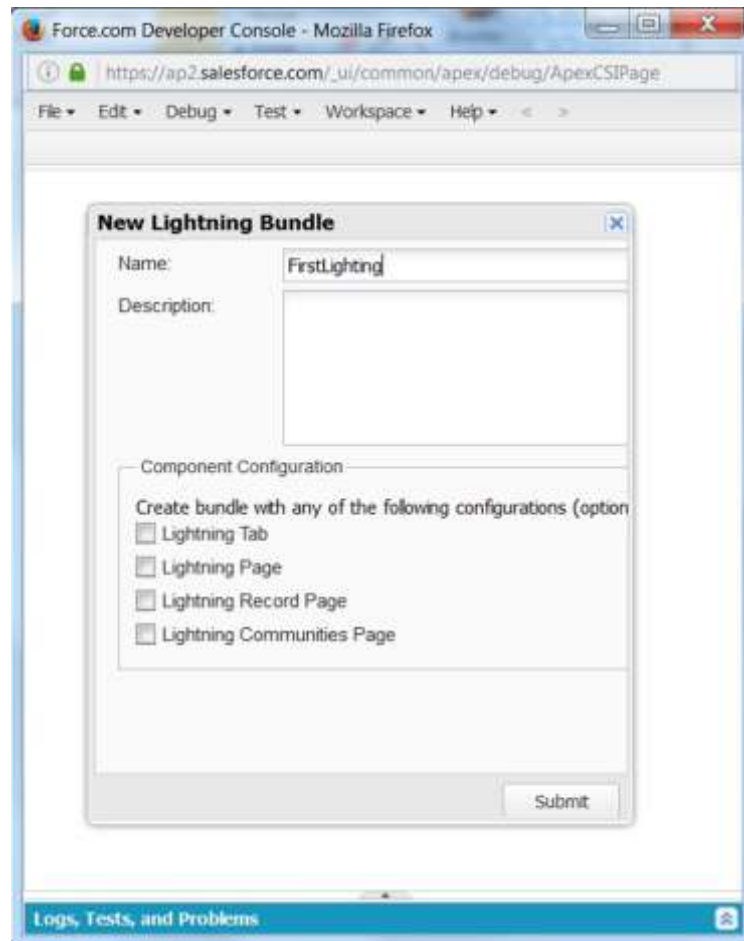 Force.com Developer Console - Mozilla Firefox
https://ap2.salesforce.com/_ui/common/apex/debug/ApexCSIPage
File Edit Debug Test Workspace Help < >
New Lightning Bundle
Name: FirstLighting
Description:
Component Configuration
Create bundle with any of the following configurations (option
Lightning Tab
Lightning Page
Lightning Record Page
Lightning Communities Page
Submit
Logs, Tests, and Problems